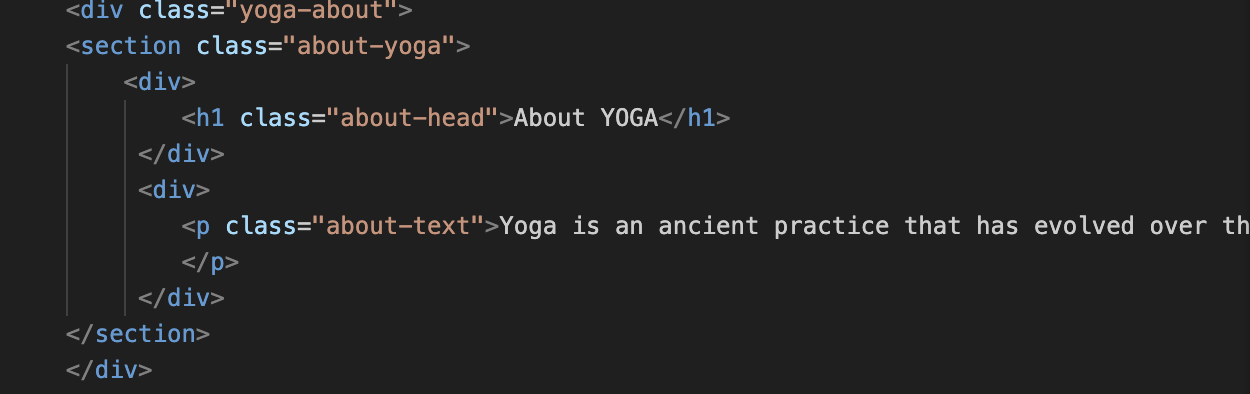 <div class="yoga-about">
<section class="about-yoga">
<div>
<h1 class="about-head">About YOGA</h1>
</div>
<div>
<p class="about-text">Yoga is an ancient practice that has evolved over th
</p>
</div>
</section>
</div>